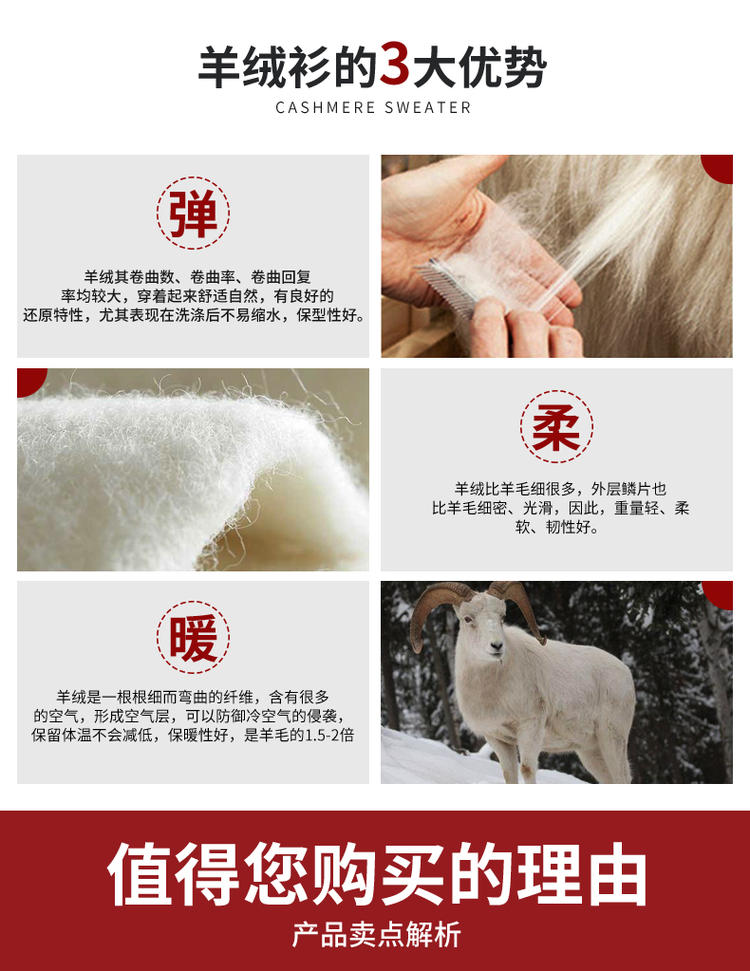 羊绒衫的3大优势
CASHMERE SWEATER
弹
羊绒其卷曲数、卷曲率、卷曲回复
率均较大，穿着起来舒适自然，有良好的
还原特性，尤其表现在洗涤后不易缩水，保型性好。
柔
羊绒比羊毛细很多，外层鳞片也
比羊毛细密、光滑，因此，重量轻、柔
软、韧性好。
暖
羊绒是一根根细而弯曲的纤维，含有很多
的空气，形成空气层，可以防御冷空气的侵袭，
保留体温不会减低，保暖性好，是羊毛的1.5-2倍
值得您购买的理由
产品卖点解析